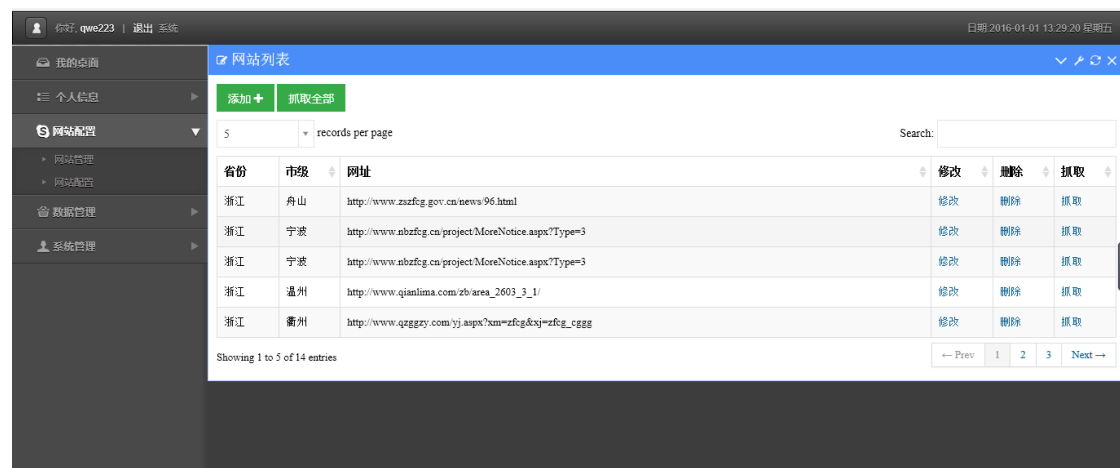 你好, qwe223 | 退出 系统
日期:2016-01-01 13:29:20 星期五
我的桌面
个人信息
网站配置
网站管理
网站配置
数据管理
系统管理
网站列表
添加 抓取全部
5 records per page Search:
省份 市级 网址 修改 删除 抓取
浙江 舟山 http://www.zszfcg.gov.cn/news/96.html 修改 删除 抓取
浙江 宁波 http://www.nbzfcg.cn/project/MoreNotice.aspx?Type=3 修改 删除 抓取
浙江 宁波 http://www.nbzfcg.cn/project/MoreNotice.aspx?Type=3 修改 删除 抓取
浙江 温州 http://www.qianlima.com/zb/area_2603_3_1/ 修改 删除 抓取
浙江 衢州 http://www.qzggzy.com/yj.aspx?xm=zfcg&xj=zfcg_cggg 修改 删除 抓取
Showing 1 to 5 of 14 entries
← Prev 1 2 3 Next →